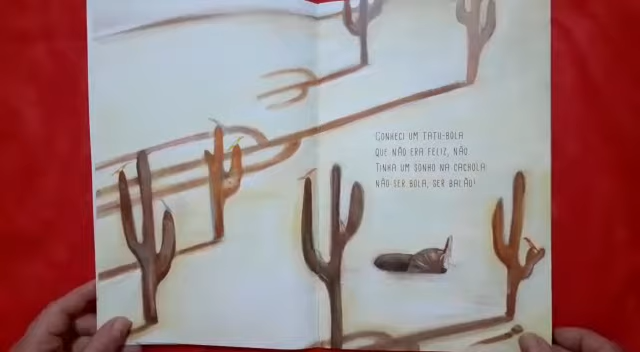 CONHECI UM TATU-BOLA
QUE NÃO ERA FELIZ, NÃO
TINHA UM SONHO NA CACHOLA:
NÃO SER BOLA, SER BALÃO!